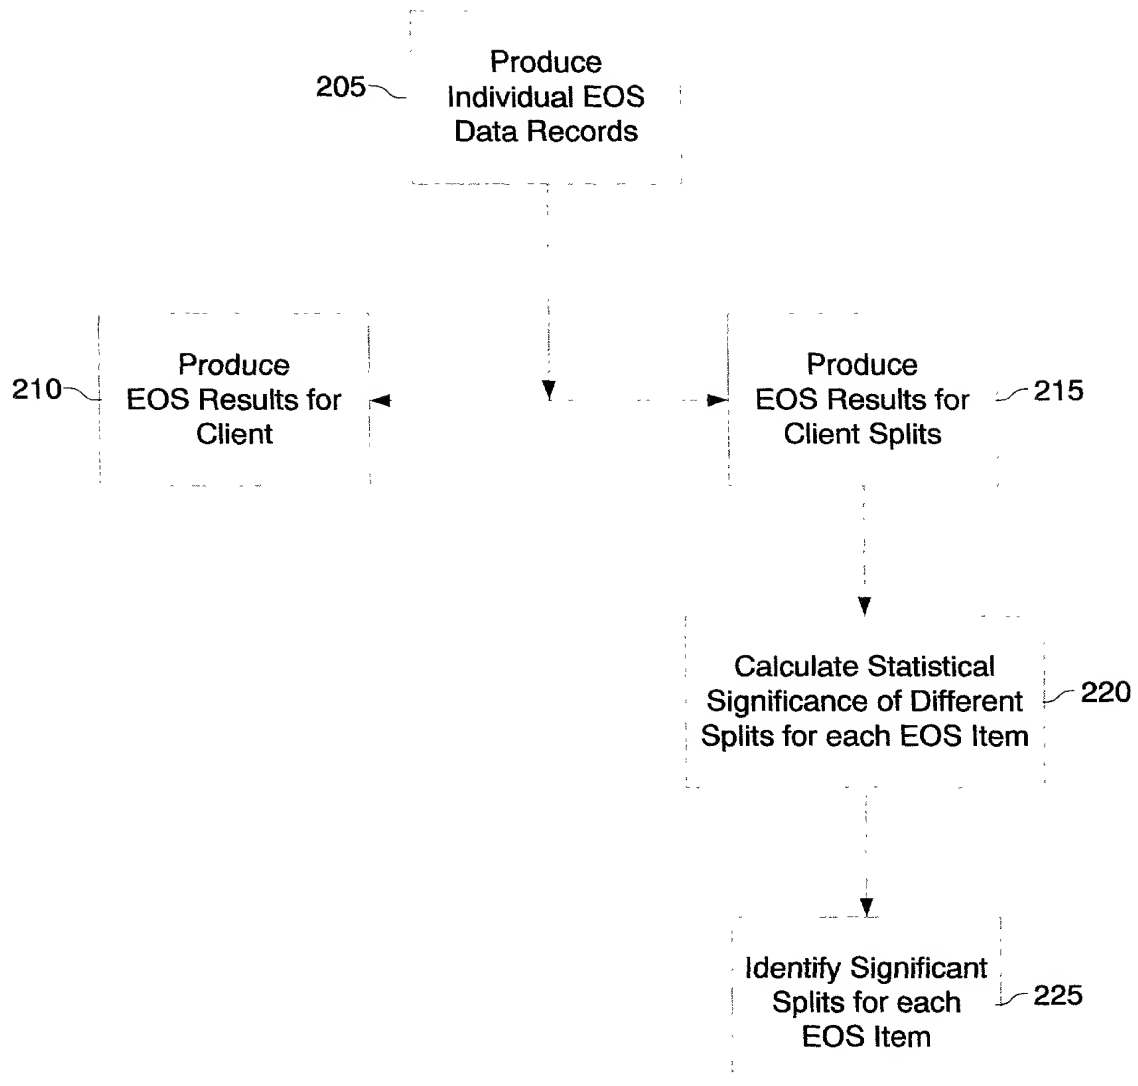 205
Produce
Individual EOS
Data Records
210
Produce
EOS Results for
Client
Produce
EOS Results for
Client Splits
215
Calculate Statistical
Significance of Different
Splits for each EOS Item
220
Identify Significant
Splits for each
EOS Item
225